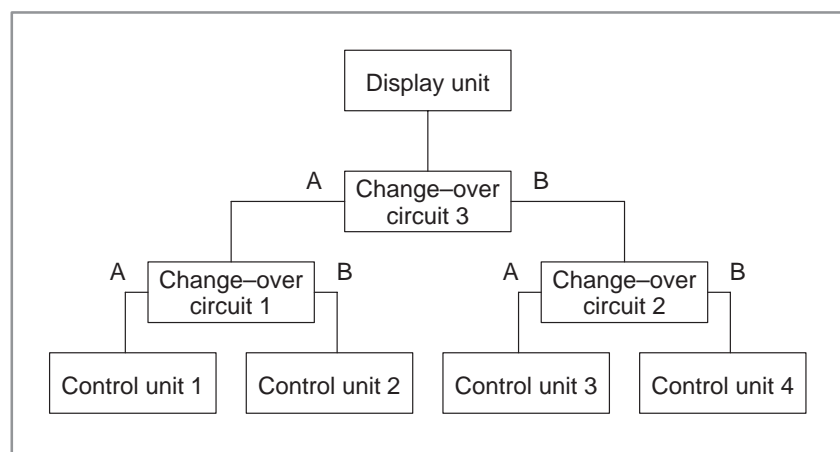 Display unit
A
Change–over
circuit 3
B
A
Change–over
circuit 1
B
A
Change–over
circuit 2
B
Control unit 1
Control unit 2
Control unit 3
Control unit 4